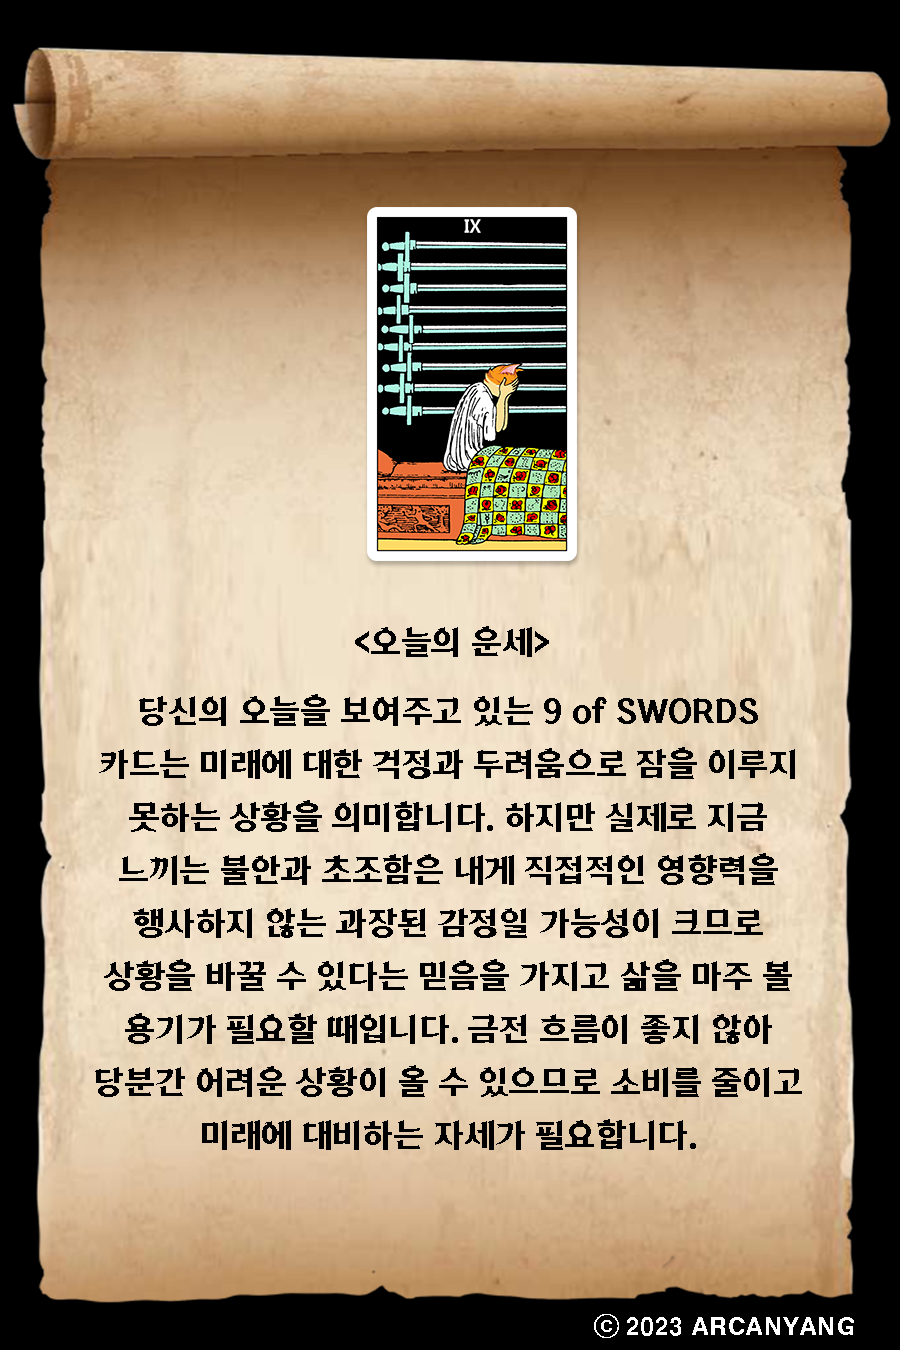 IX
<오늘의 운세>
당신의 오늘을 보여주고 있는 9 of SWORDS
카드는 미래에 대한 걱정과 두려움으로 잠을 이루지
못하는 상황을 의미합니다. 하지만 실제로 지금
느끼는 불안과 초조함은 내게 직접적인 영향력을
행사하지 않는 과장된 감정일 가능성이 크므로
상황을 바꿀 수 있다는 믿음을 가지고 삶을 마주 볼
용기가 필요할 때입니다. 금전 흐름이 좋지 않아
당분간 어려운 상황이 올 수 있으므로 소비를 줄이고
미래에 대비하는 자세가 필요합니다.
© 2023 ARCANYANG